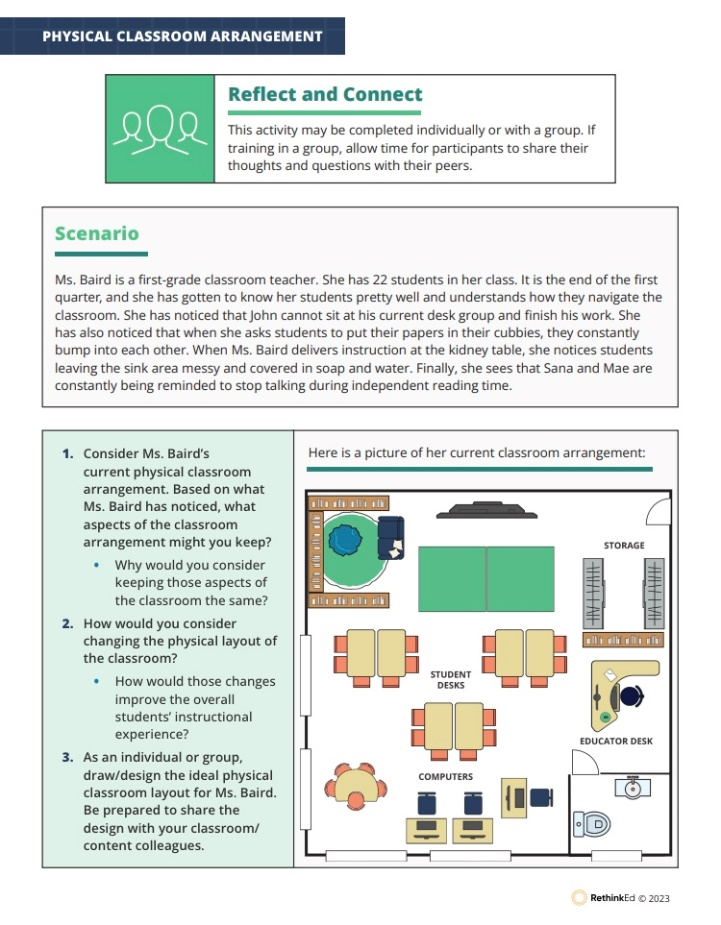 PHYSICAL CLASSROOM ARRANGEMENT
Reflect and Connect
This activity may be completed individually or with a group. If
training in a group, allow time for participants to share their
thoughts and questions with their peers.
Scenario
Ms. Baird is a first-grade classroom teacher. She has 22 students in her class. It is the end of the first
quarter, and she has gotten to know her students pretty well and understands how they navigate the
classroom. She has noticed that John cannot sit at his current desk group and finish his work. She
has also noticed that when she asks students to put their papers in their cubbies, they constantly
bump into each other. When Ms. Baird delivers instruction at the kidney table, she notices students
leaving the sink area messy and covered in soap and water. Finally, she sees that Sana and Mae are
constantly being reminded to stop talking during independent reading time.
1. Consider Ms. Baird's
current physical classroom
arrangement. Based on what
Ms. Baird has noticed, what
aspects of the classroom
arrangement might you keep?
• Why would you consider
keeping those aspects of
the classroom the same?
2. How would you consider
changing the physical layout of
the classroom?
• How would those changes
improve the overall
students' instructional
experience?
3. As an individual or group,
draw/design the ideal physical
classroom layout for Ms. Baird.
Be prepared to share the
design with your classroom/
content colleagues.
Here is a picture of her current classroom arrangement:
STORAGE
STUDENT
DESKS
EDUCATOR DESK
COMPUTERS
RethinkEd © 2023